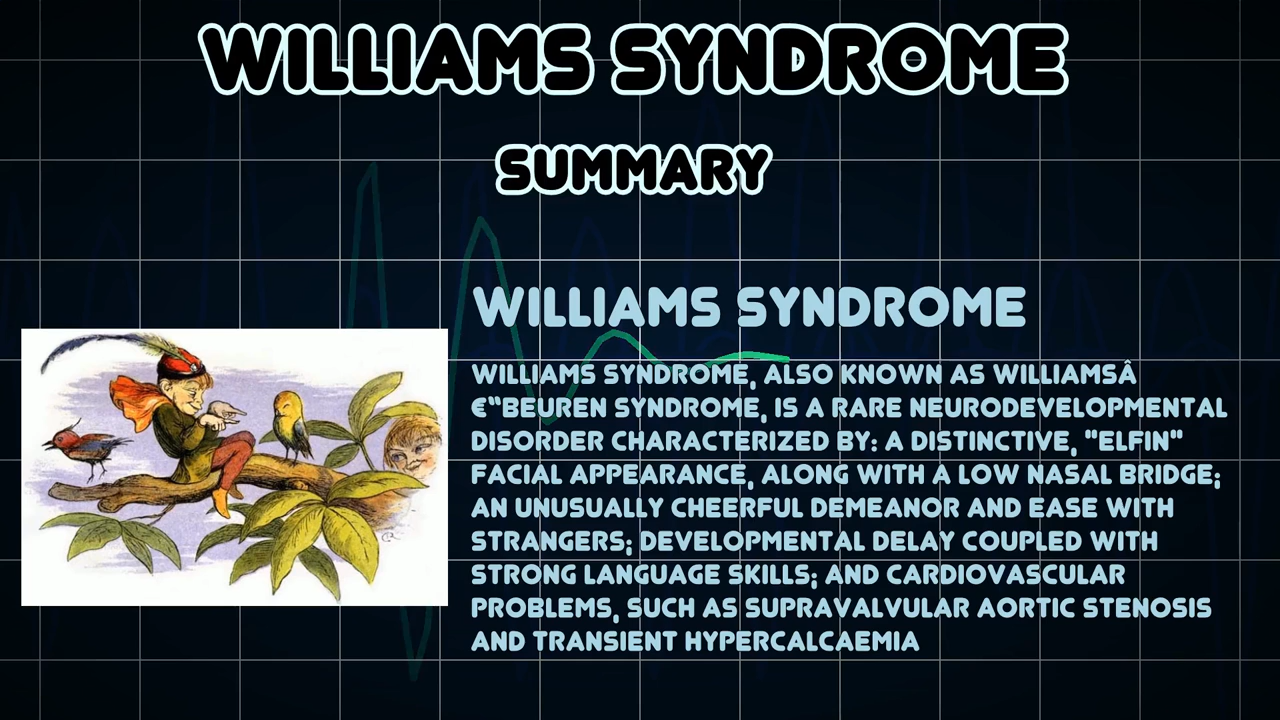 WILLIAMS SYNDROME
SUMMARY
WILLIAMS SYNDROME
WILLIAMS SYNDROME, ALSO KNOWN AS WILLIAMSÂ
€“BEUREN SYNDROME, IS A RARE NEURODEVELOPMENTAL
DISORDER CHARACTERIZED BY: A DISTINCTIVE, "ELFIN"
FACIAL APPEARANCE, ALONG WITH A LOW NASAL BRIDGE;
AN UNUSUALLY CHEERFUL DEMEANOR AND EASE WITH
STRANGERS; DEVELOPMENTAL DELAY COUPLED WITH
STRONG LANGUAGE SKILLS; AND CARDIOVASCULAR
PROBLEMS, SUCH AS SUPRAVALVULAR AORTIC STENOSIS
AND TRANSIENT HYPERCALCAEMIA